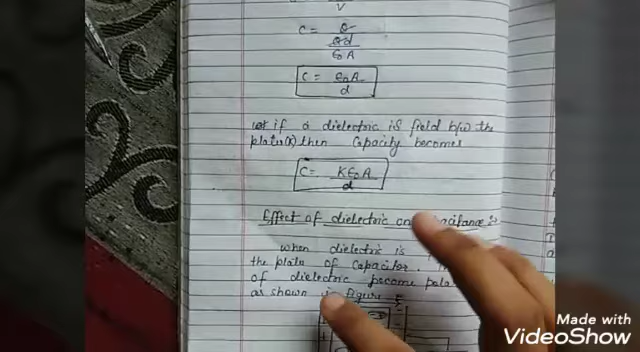 V
C = Q
Qd
ε₀A
C = ε₀A
d
if a dielectric is field b/w the
plates(K) then Capacity becomes
C = Kε₀A
d
Effect of dielectric on
When dielectric is
the plate of Capacitor.
of dielectric become pola
as shown in figure
Made with
VideoShow